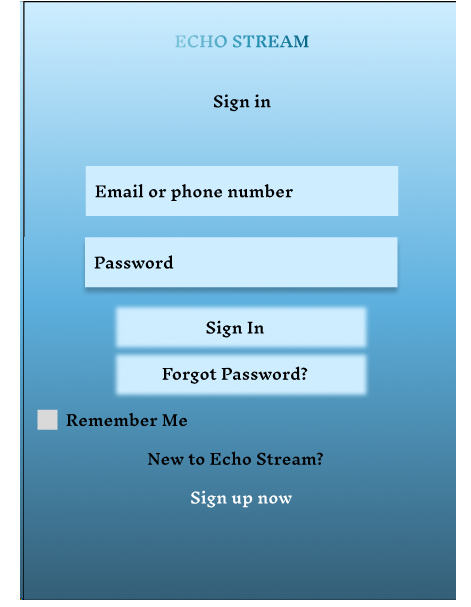 ECHO STREAM
Sign in
Email or phone number
Password
Sign In
Forgot Password?
Remember Me
New to Echo Stream?
Sign up now